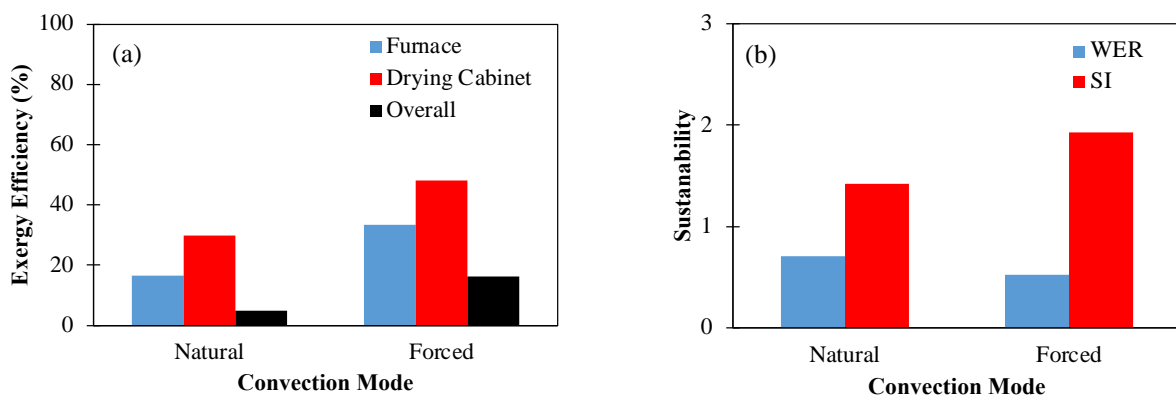 (a)
Exergy Efficiency (%)
100
80
60
40
20
0
Furnace
Drying Cabinet
Overall
Natural
Forced
Convection Mode
(b)
Sustanability
3
2
1
0
WER
SI
Natural
Forced
Convection Mode